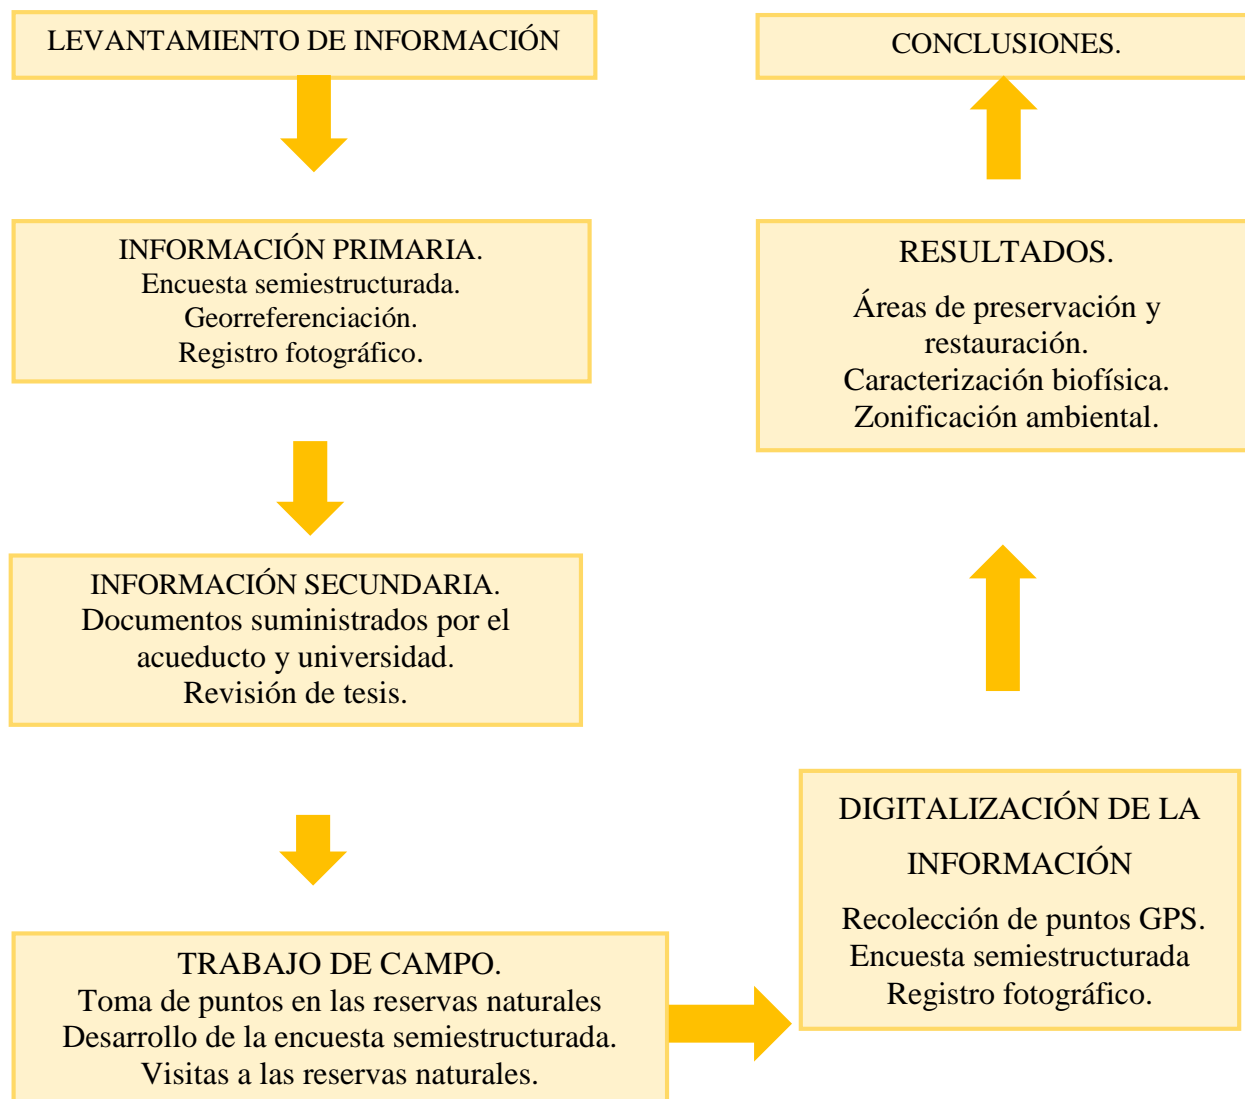 LEVANTAMIENTO DE INFORMACIÓN
INFORMACIÓN PRIMARIA.
Encuesta semiestructurada.
Georreferenciación.
Registro fotográfico.
INFORMACIÓN SECUNDARIA.
Documentos suministrados por el
acueducto y universidad.
Revisión de tesis.
TRABAJO DE CAMPO.
Toma de puntos en las reservas naturales
Desarrollo de la encuesta semiestructurada.
Visitas a las reservas naturales.
DIGITALIZACIÓN DE LA
INFORMACIÓN
Recolección de puntos GPS.
Encuesta semiestructurada
Registro fotográfico.
RESULTADOS.
Áreas de preservación y
restauración.
Caracterización biofísica.
Zonificación ambiental.
CONCLUSIONES.